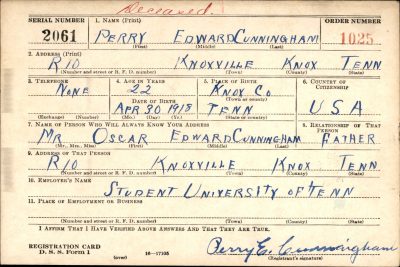 Deceased.
SERIAL NUMBER 1. NAME (Print) ORDER NUMBER
2061 PERRY EDWARD CUNNINGHAM 1025
(First) (Middle) (Last)
2. ADDRESS (Print)
R10 KNOXVILLE KNOX TENN
(Number and street or R. F. D. number) (Town) (County) (State)
3. TELEPHONE 4. AGE IN YEARS 5. PLACE OF BIRTH 6. COUNTRY OF CITIZENSHIP
NONE 22 KNOX CO
(Town or county)
DATE OF BIRTH
APR 20 1918 TENN USA
(Exchange) (Number) (Mo.) (Day) (Yr.) (State or country)
7. NAME OF PERSON WHO WILL ALWAYS KNOW YOUR ADDRESS 8. RELATIONSHIP OF THAT PERSON
MR OSCAR EDWARD CUNNINGHAM FATHER
(Mr., Mrs., Miss) (First) (Middle) (Last)
9. ADDRESS OF THAT PERSON
R10 KNOXVILLE KNOX TENN
(Number and street or R. F. D. number) (Town) (County) (State)
10. EMPLOYER'S NAME
STUDENT UNIVERSITY OF TENN
11. PLACE OF EMPLOYMENT OR BUSINESS
(Number and street or R. F. D. number) (Town) (County) (State)
I AFFIRM THAT I HAVE VERIFIED ABOVE ANSWERS AND THAT THEY ARE TRUE.
REGISTRATION CARD
D. S. S. Form 1 (over) 16—17105 Perry E. Cunningham
(Registrant's signature)